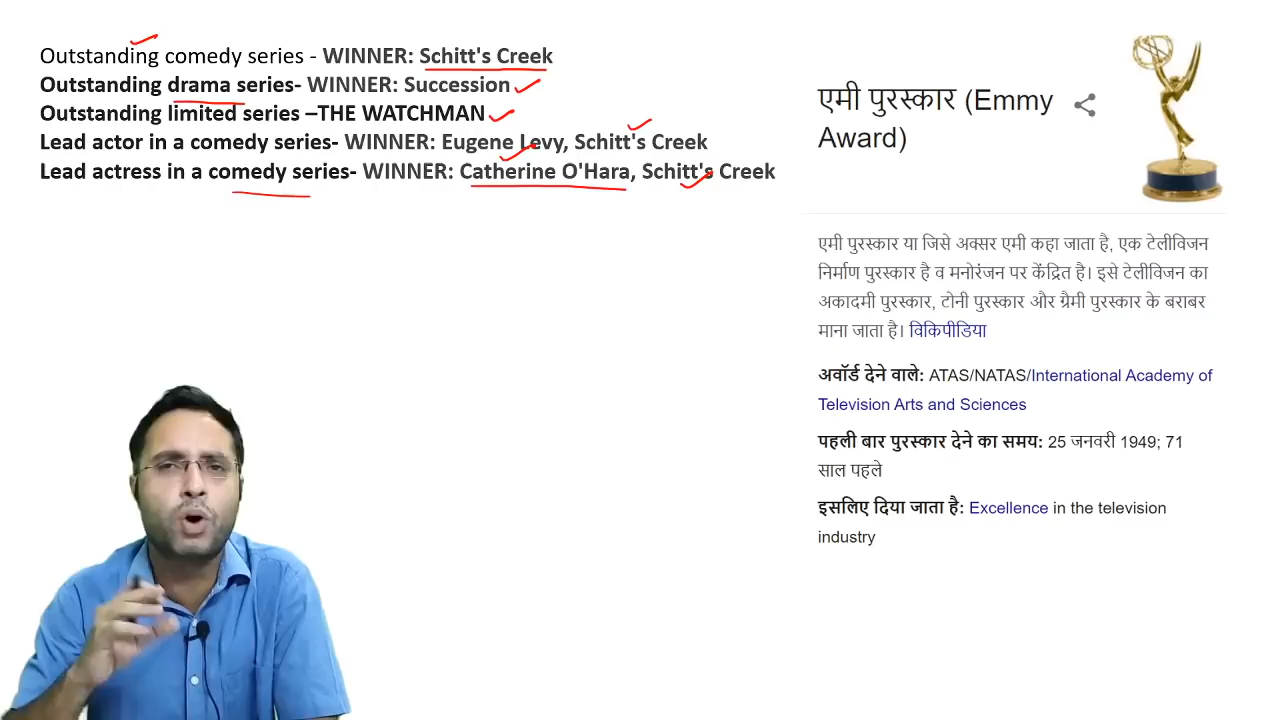 Outstanding comedy series - WINNER: Schitt's Creek
Outstanding drama series- WINNER: Succession
Outstanding limited series –THE WATCHMAN
Lead actor in a comedy series- WINNER: Eugene Levy, Schitt's Creek
Lead actress in a comedy series- WINNER: Catherine O'Hara, Schitt's Creek
एमी पुरस्कार (Emmy
Award)
एमी पुरस्कार या जिसे अक्सर एमी कहा जाता है, एक टेलीविजन
निर्माण पुरस्कार है व मनोरंजन पर केंद्रित है। इसे टेलीविजन का
अकादमी पुरस्कार, टोनी पुरस्कार और ग्रैमी पुरस्कार के बराबर
माना जाता है। विकिपीडिया
अवॉर्ड देने वाले: ATAS/NATAS/International Academy of
Television Arts and Sciences
पहली बार पुरस्कार देने का समय: 25 जनवरी 1949; 71
साल पहले
इसलिए दिया जाता है: Excellence in the television
industry